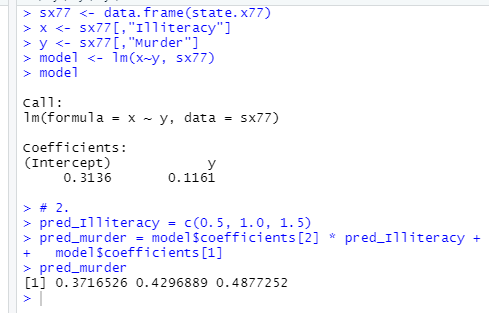 > sx77 <- data.frame(state.x77)
> x <- sx77[,"Illiteracy"]
> y <- sx77[,"Murder"]
> model <- lm(x~y, sx77)
> model
Call:
lm(formula = x ~ y, data = sx77)
Coefficients:
(Intercept)            y
     0.3136       0.1161
> # 2.
> pred_Illiteracy = c(0.5, 1.0, 1.5)
> pred_murder = model$coefficients[2] * pred_Illiteracy +
+   model$coefficients[1]
> pred_murder
[1] 0.3716526 0.4296889 0.4877252
>